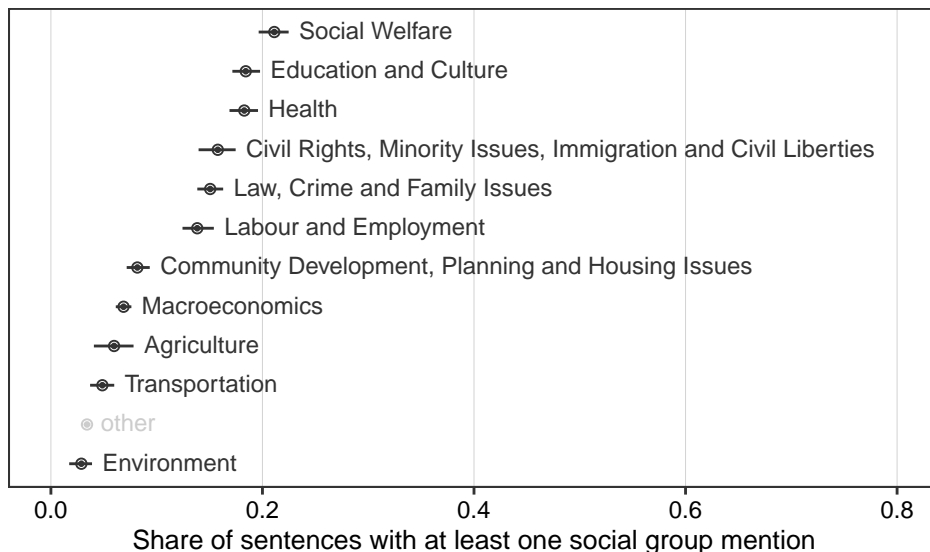 Social Welfare
Education and Culture
Health
Civil Rights, Minority Issues, Immigration and Civil Liberties
Law, Crime and Family Issues
Labour and Employment
Community Development, Planning and Housing Issues
Macroeconomics
Agriculture
Transportation
other
Environment
0.0 0.2 0.4 0.6 0.8
Share of sentences with at least one social group mention